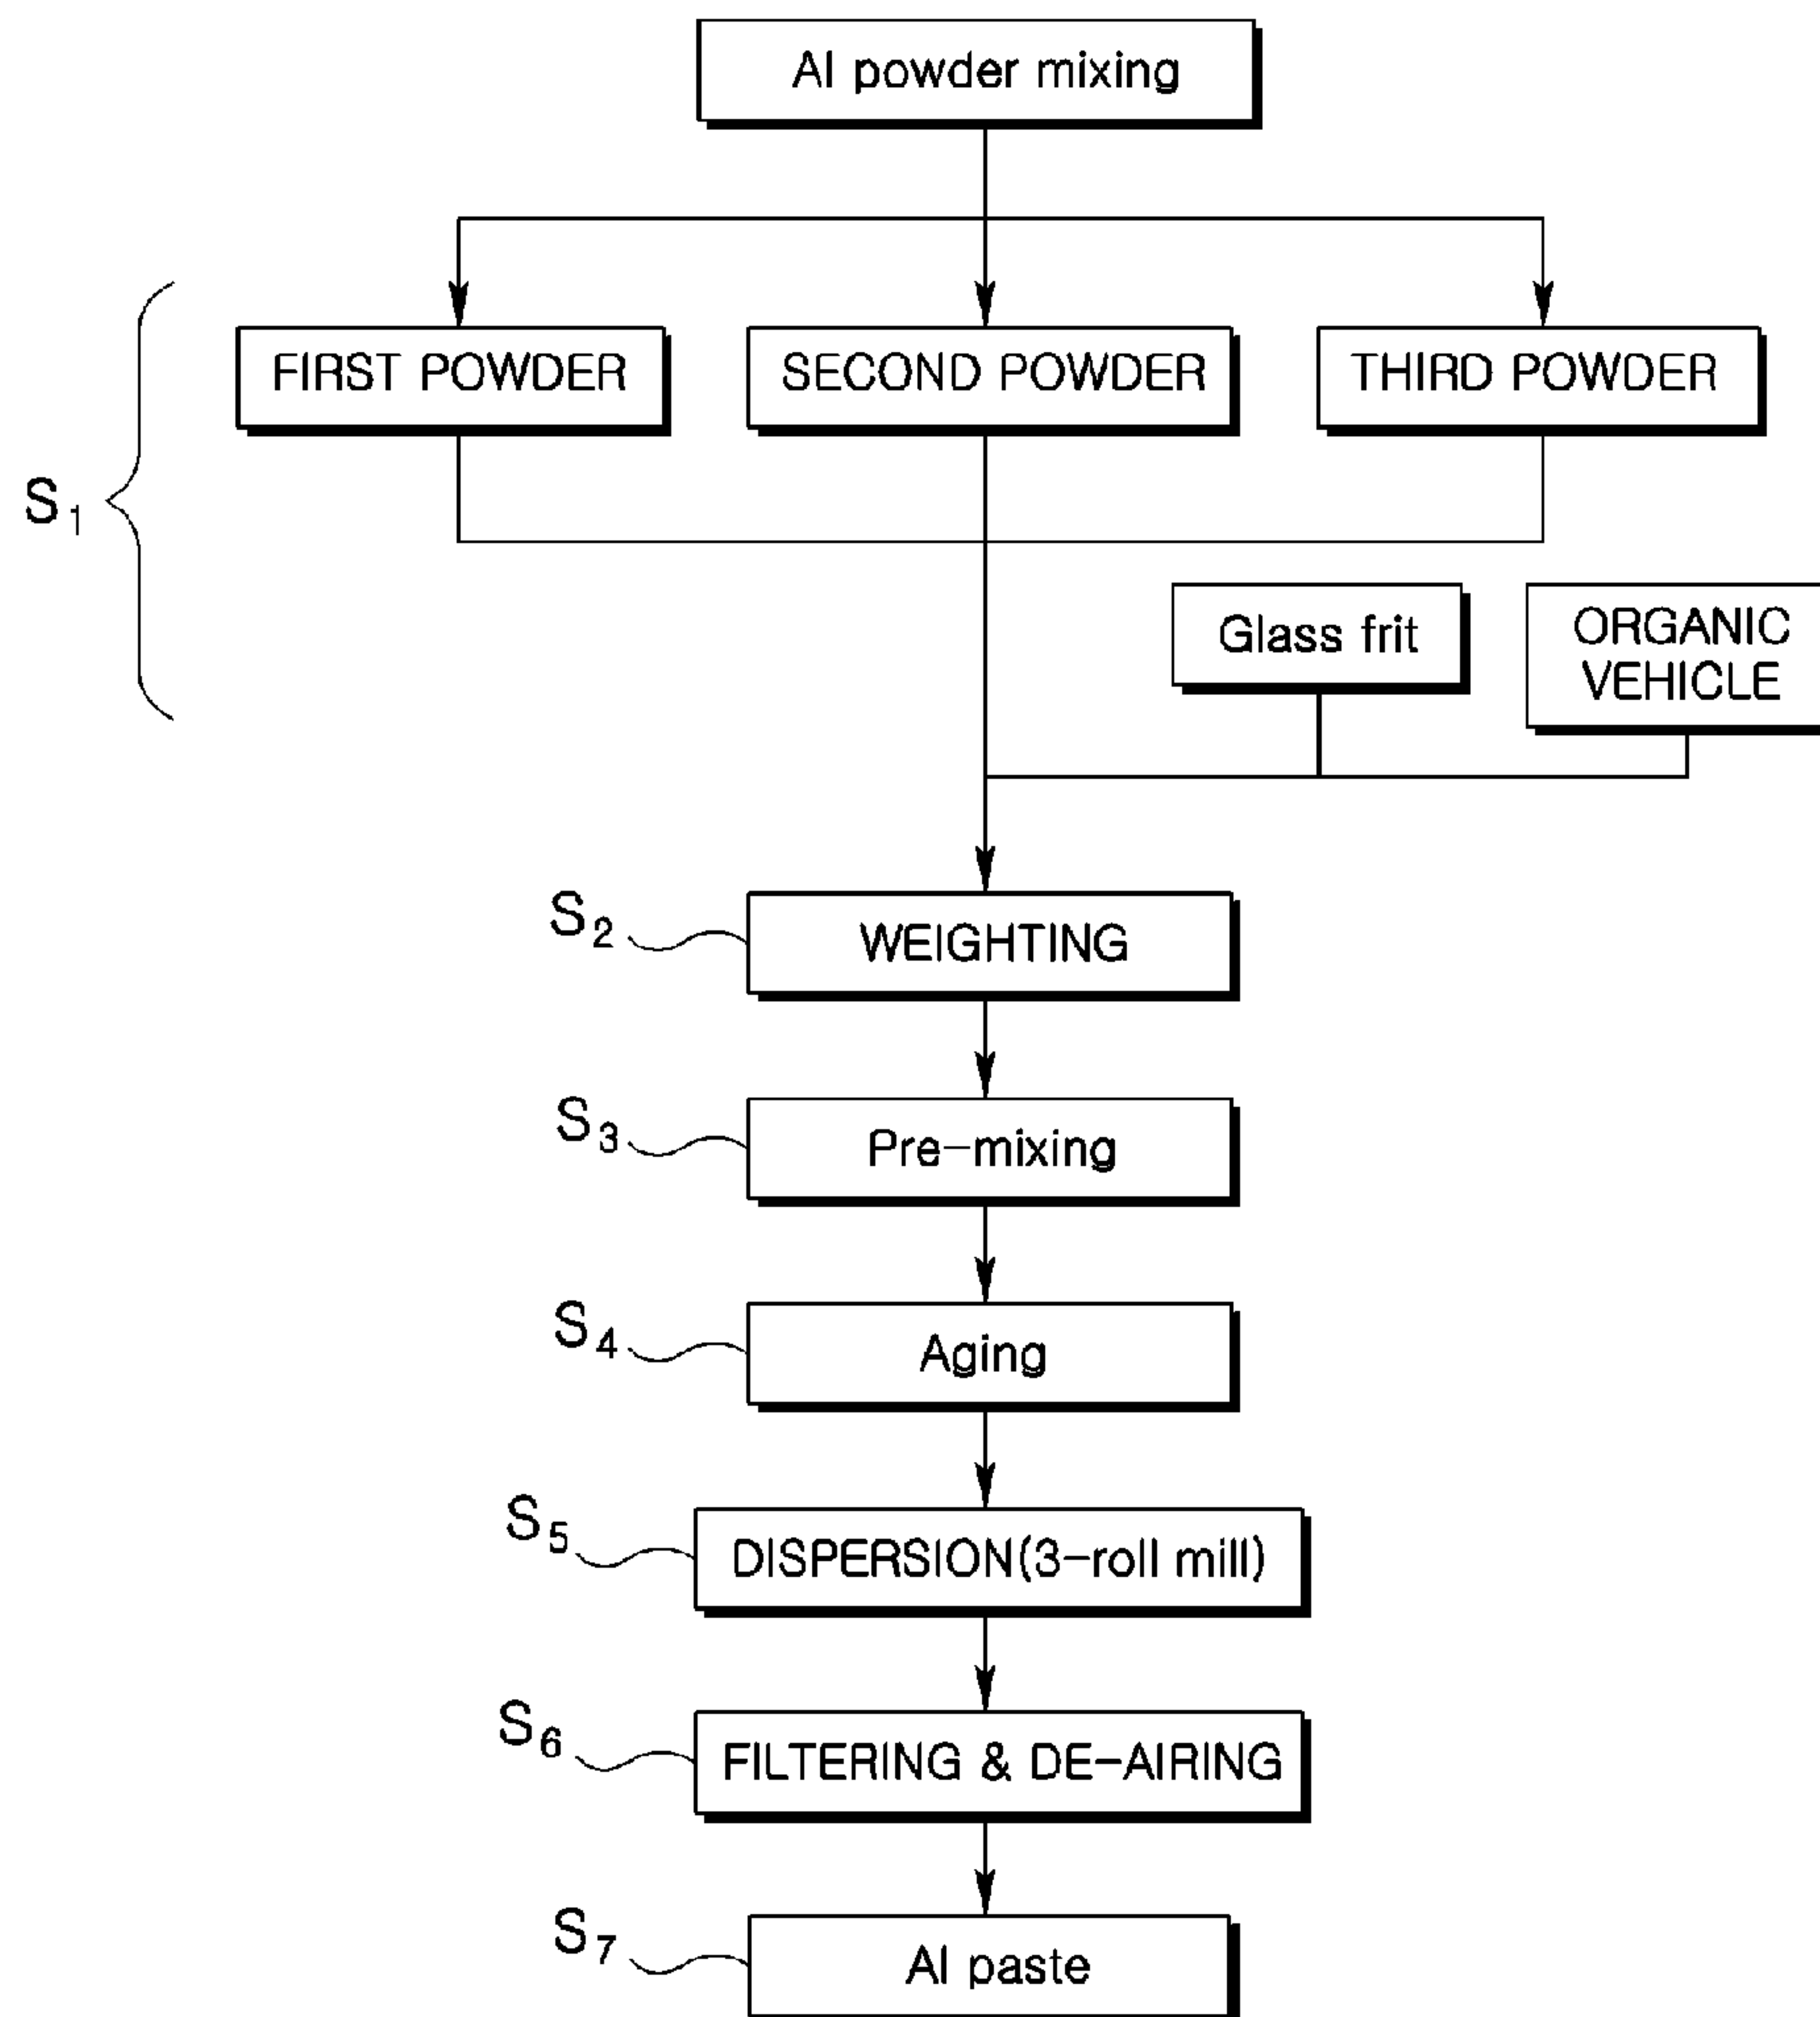 Al powder mixing
FIRST POWDER
SECOND POWDER
THIRD POWDER
S1
Glass frit
ORGANIC
VEHICLE
S2
WEIGHTING
S3
Pre-mixing
S4
Aging
S5
DISPERSION(3-roll mill)
S6
FILTERING & DE-AIRING
S7
Al paste